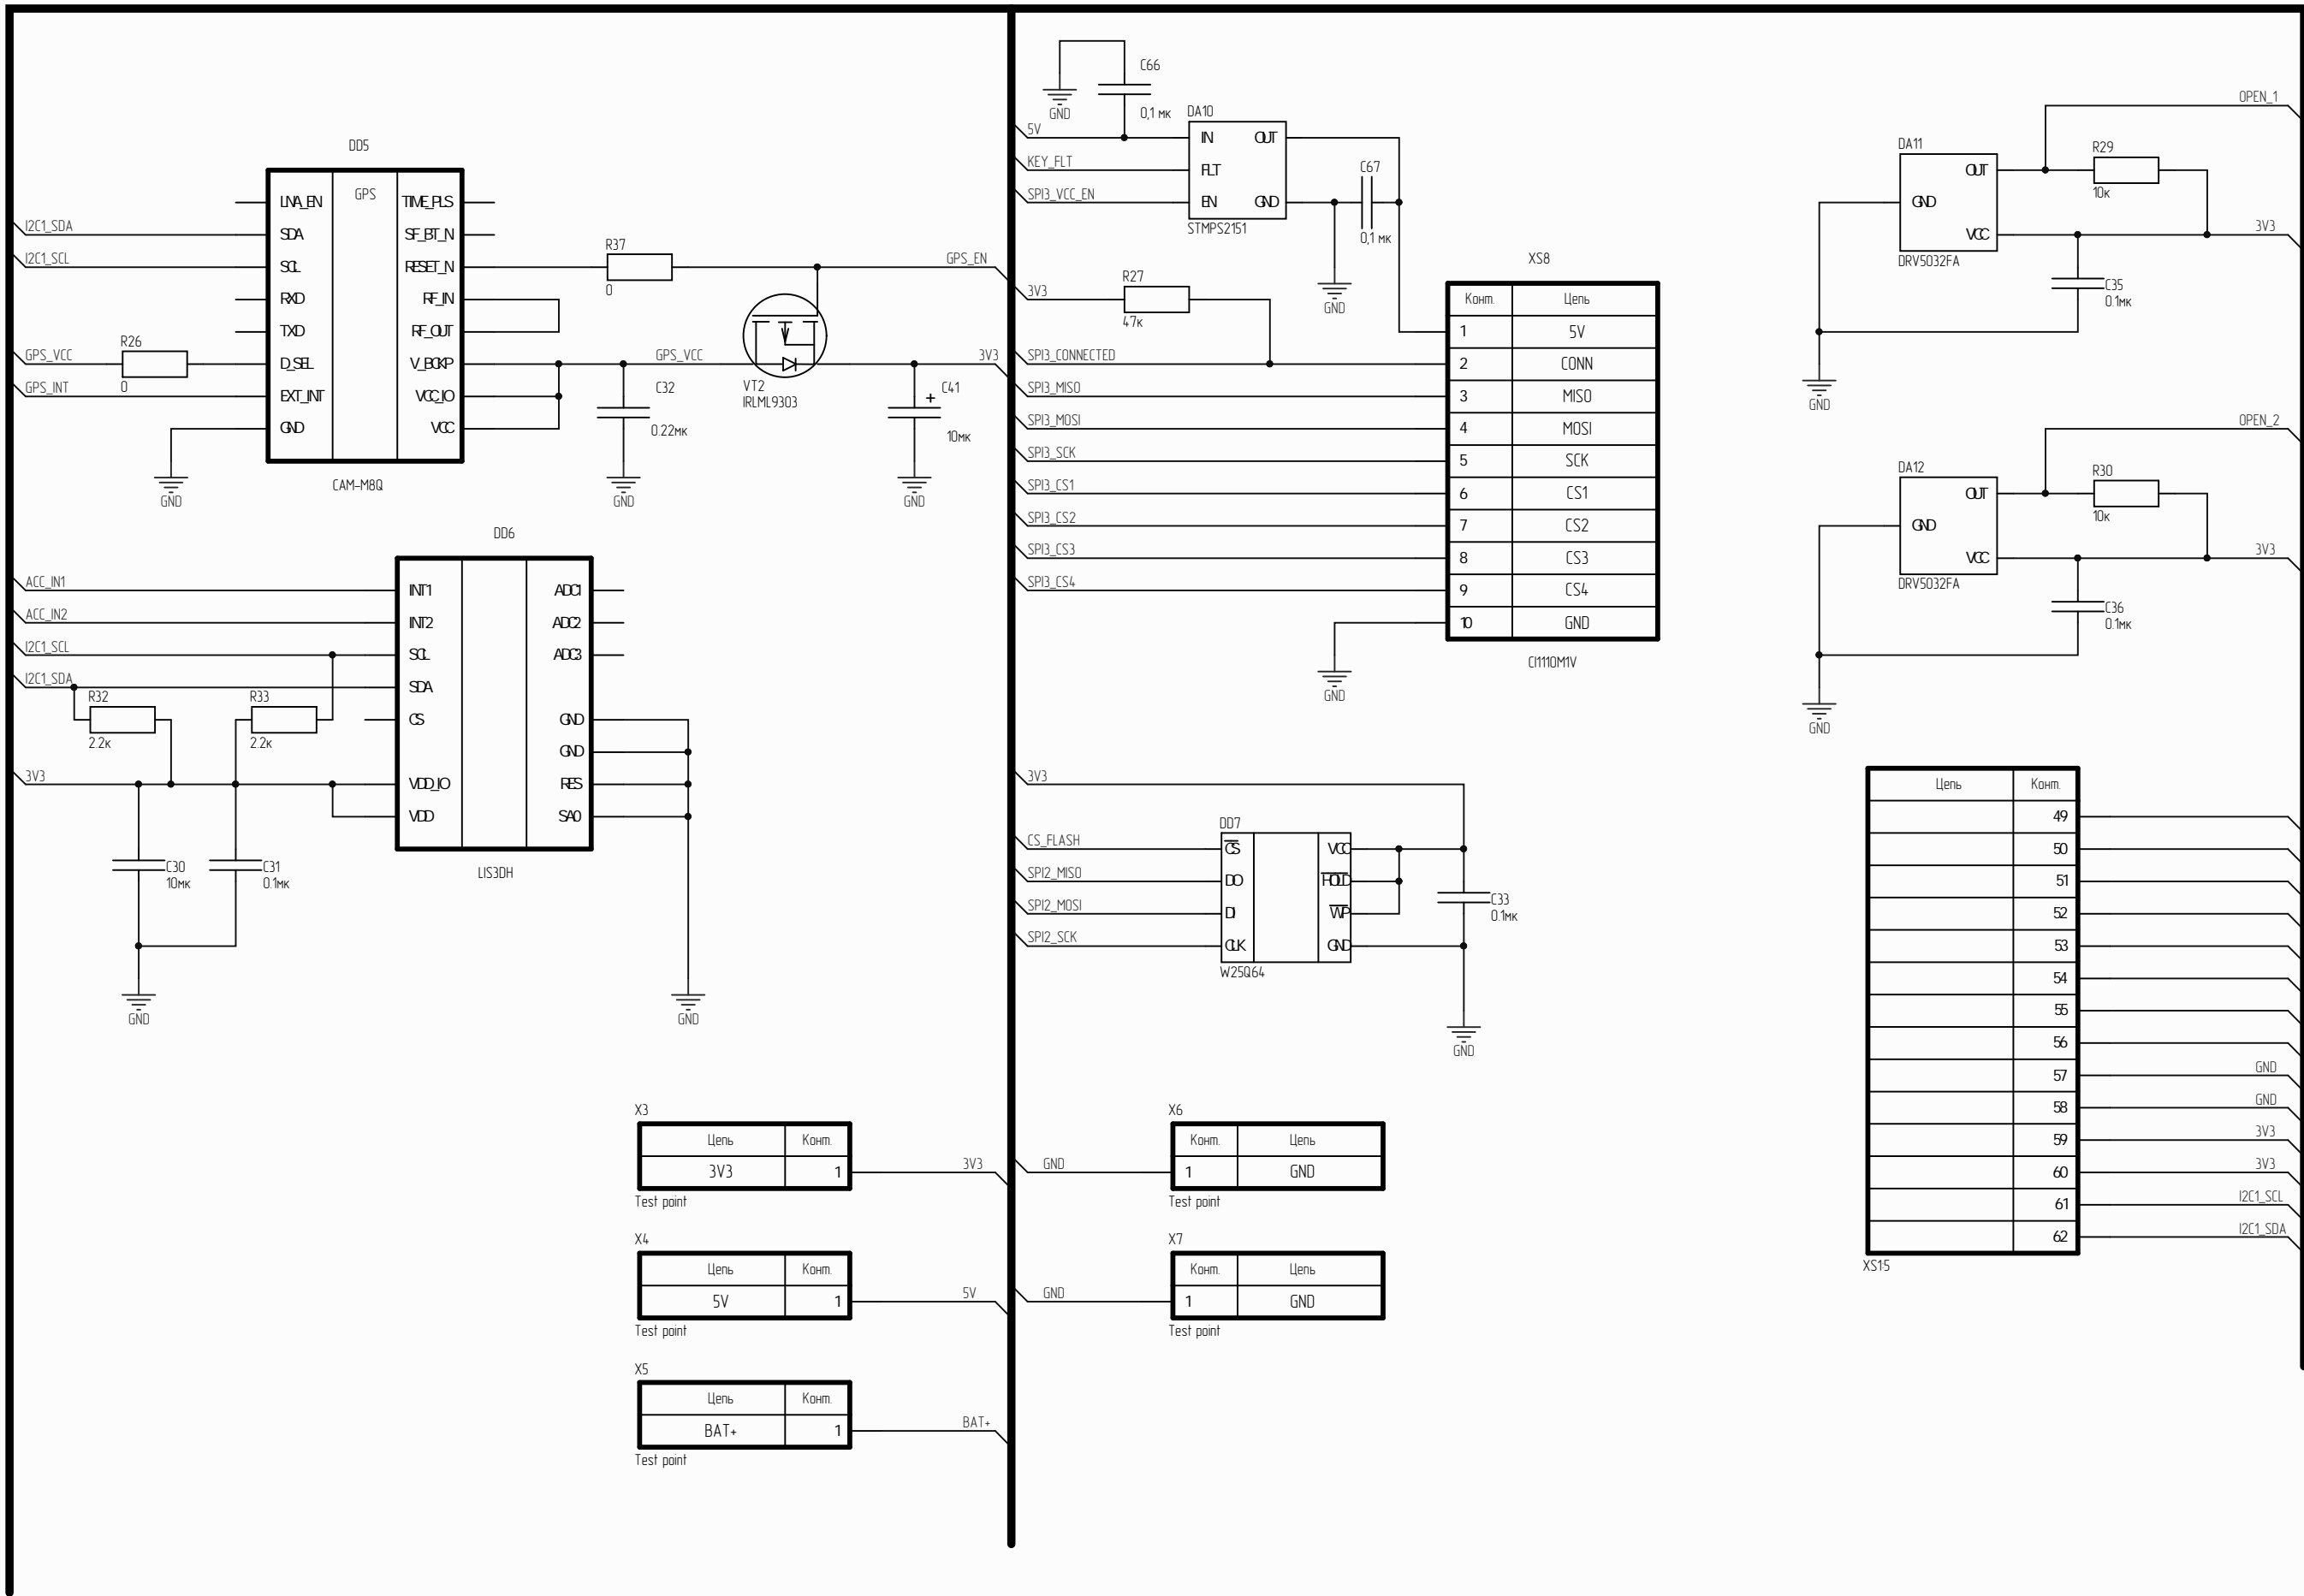 DD5
GPS
LNA_EN
SDA
SCL
RXD
TXD
D_SEL
EXT_INT
GND
TIME_PLS
SF_BT_N
RESET_N
RF_IN
RF_OUT
V_BCKP
VCC_IO
VCC
CAM-M8Q
I2C1_SDA
I2C1_SCL
GPS_VCC
GPS_INT
R26
0
GND
R37
0
GPS_EN
GPS_VCC
3V3
VT2
IRLML9303
C32
0.22мк
GND
+
C41
10мк
GND
DD6
INT1
INT2
SCL
SDA
CS
VDD_IO
VDD
ADC1
ADC2
ADC3
GND
GND
RES
SA0
LIS3DH
ACC_IN1
ACC_IN2
I2C1_SCL
I2C1_SDA
R32
2.2к
R33
2.2к
3V3
C30
10мк
C31
0.1мк
GND
GND
X3
Цепь Конт.
3V3 1
Test point
3V3
X4
Цепь Конт.
5V 1
Test point
5V
X5
Цепь Конт.
BAT+ 1
Test point
BAT+
C66
0,1 мк
GND
DA10
IN OUT
FLT
EN GND
STMPS2151
5V
KEY_FLT
SPI3_VCC_EN
C67
0,1 мк
GND
R27
47к
3V3
SPI3_CONNECTED
SPI3_MISO
SPI3_MOSI
SPI3_SCK
SPI3_CS1
SPI3_CS2
SPI3_CS3
SPI3_CS4
GND
XS8
Конт. Цепь
1 5V
2 CONN
3 MISO
4 MOSI
5 SCK
6 CS1
7 CS2
8 CS3
9 CS4
10 GND
CI1110M1V
3V3
CS_FLASH
SPI2_MISO
SPI2_MOSI
SPI2_SCK
DD7
CS VCC
DO HOLD
DI WP
CLK GND
W25Q64
C33
0.1мк
GND
X6
Конт. Цепь
1 GND
Test point
GND
X7
Конт. Цепь
1 GND
Test point
GND
DA11
OUT
GND
VCC
DRV5032FA
OPEN_1
R29
10к
3V3
C35
0.1мк
GND
DA12
OUT
GND
VCC
DRV5032FA
OPEN_2
R30
10к
3V3
C36
0.1мк
GND
Цепь Конт.
49
50
51
52
53
54
55
56
57 GND
58 GND
59 3V3
60 3V3
61 I2C1_SCL
62 I2C1_SDA
XS15